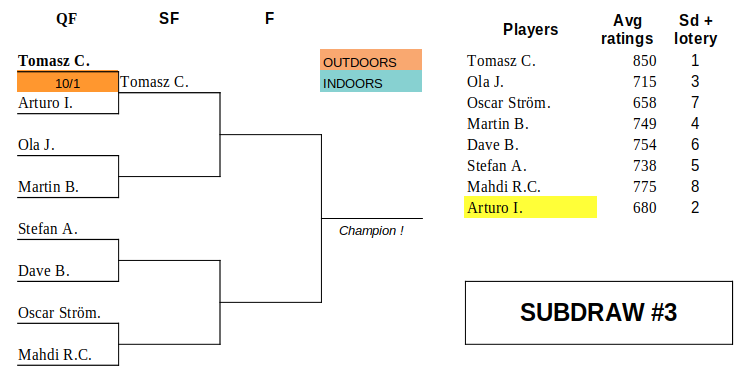 QF SF F
Tomasz C.
10/1 Tomasz C.
Arturo I.
Ola J.
Martin B.
Stefan A.
Dave B.
Oscar Ström.
Mahdi R.C.
OUTDOORS
INDOORS
Champion !
Players Avg ratings Sd + lotery
Tomasz C. 850 1
Ola J. 715 3
Oscar Ström. 658 7
Martin B. 749 4
Dave B. 754 6
Stefan A. 738 5
Mahdi R.C. 775 8
Arturo I. 680 2
SUBDRAW #3